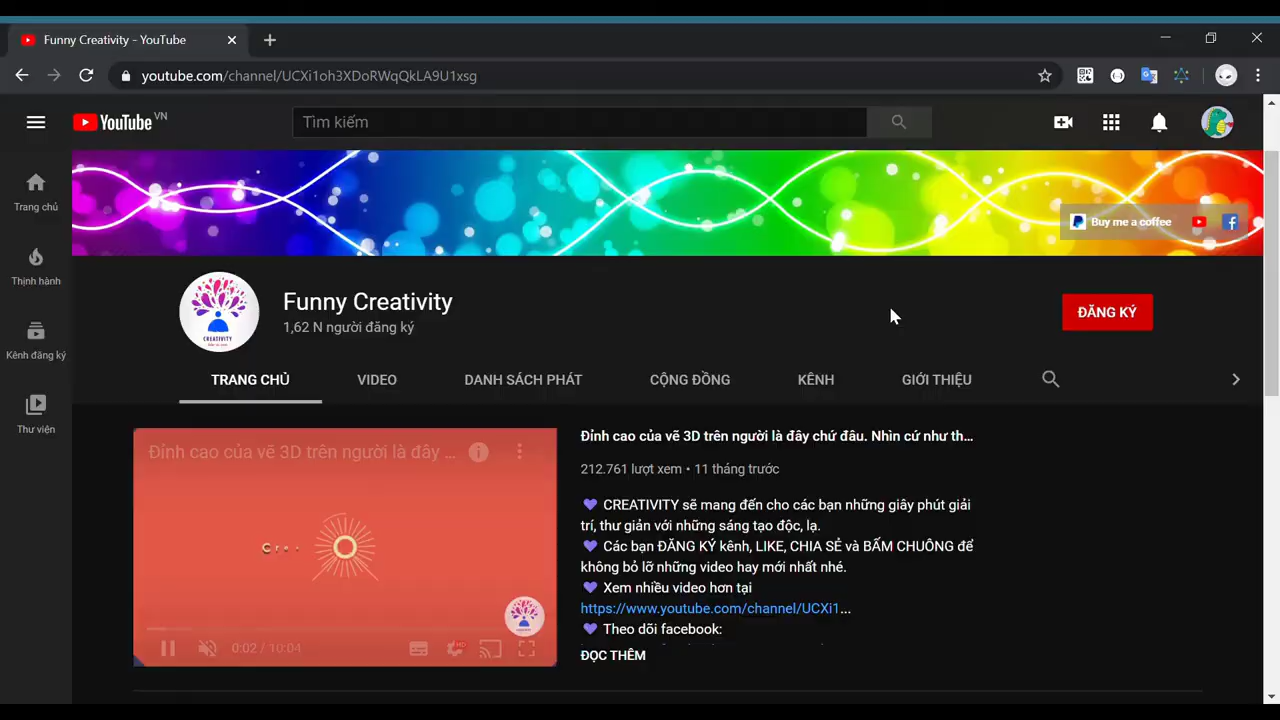 Funny Creativity - YouTube
youtube.com/channel/UCXi1oh3XDoRWqQkLA9U1xsg
YouTube VN
Tìm kiếm
Trang chủ
Thịnh hành
Kênh đăng ký
Thư viện
Buy me a coffee
CREATIVITY
Funny Creativity
1,62 N người đăng ký
ĐĂNG KÝ
TRANG CHỦ
VIDEO
DANH SÁCH PHÁT
CỘNG ĐỒNG
KÊNH
GIỚI THIỆU
Đỉnh cao của vẽ 3D trên người là đây ...
Cr
HD
0:02 / 10:04
Đỉnh cao của vẽ 3D trên người là đây chứ đâu. Nhìn cứ như th...
212.761 lượt xem • 11 tháng trước
💜 CREATIVITY sẽ mang đến cho các bạn những giây phút giải
trí, thư giãn với những sáng tạo độc, lạ.
💜 Các bạn ĐĂNG KÝ kênh, LIKE, CHIA SẺ và BẤM CHUÔNG để
không bỏ lỡ những video hay mới nhất nhé.
💜 Xem nhiều video hơn tại
https://www.youtube.com/channel/UCXi1...
💜 Theo dõi facebook:
ĐỌC THÊM